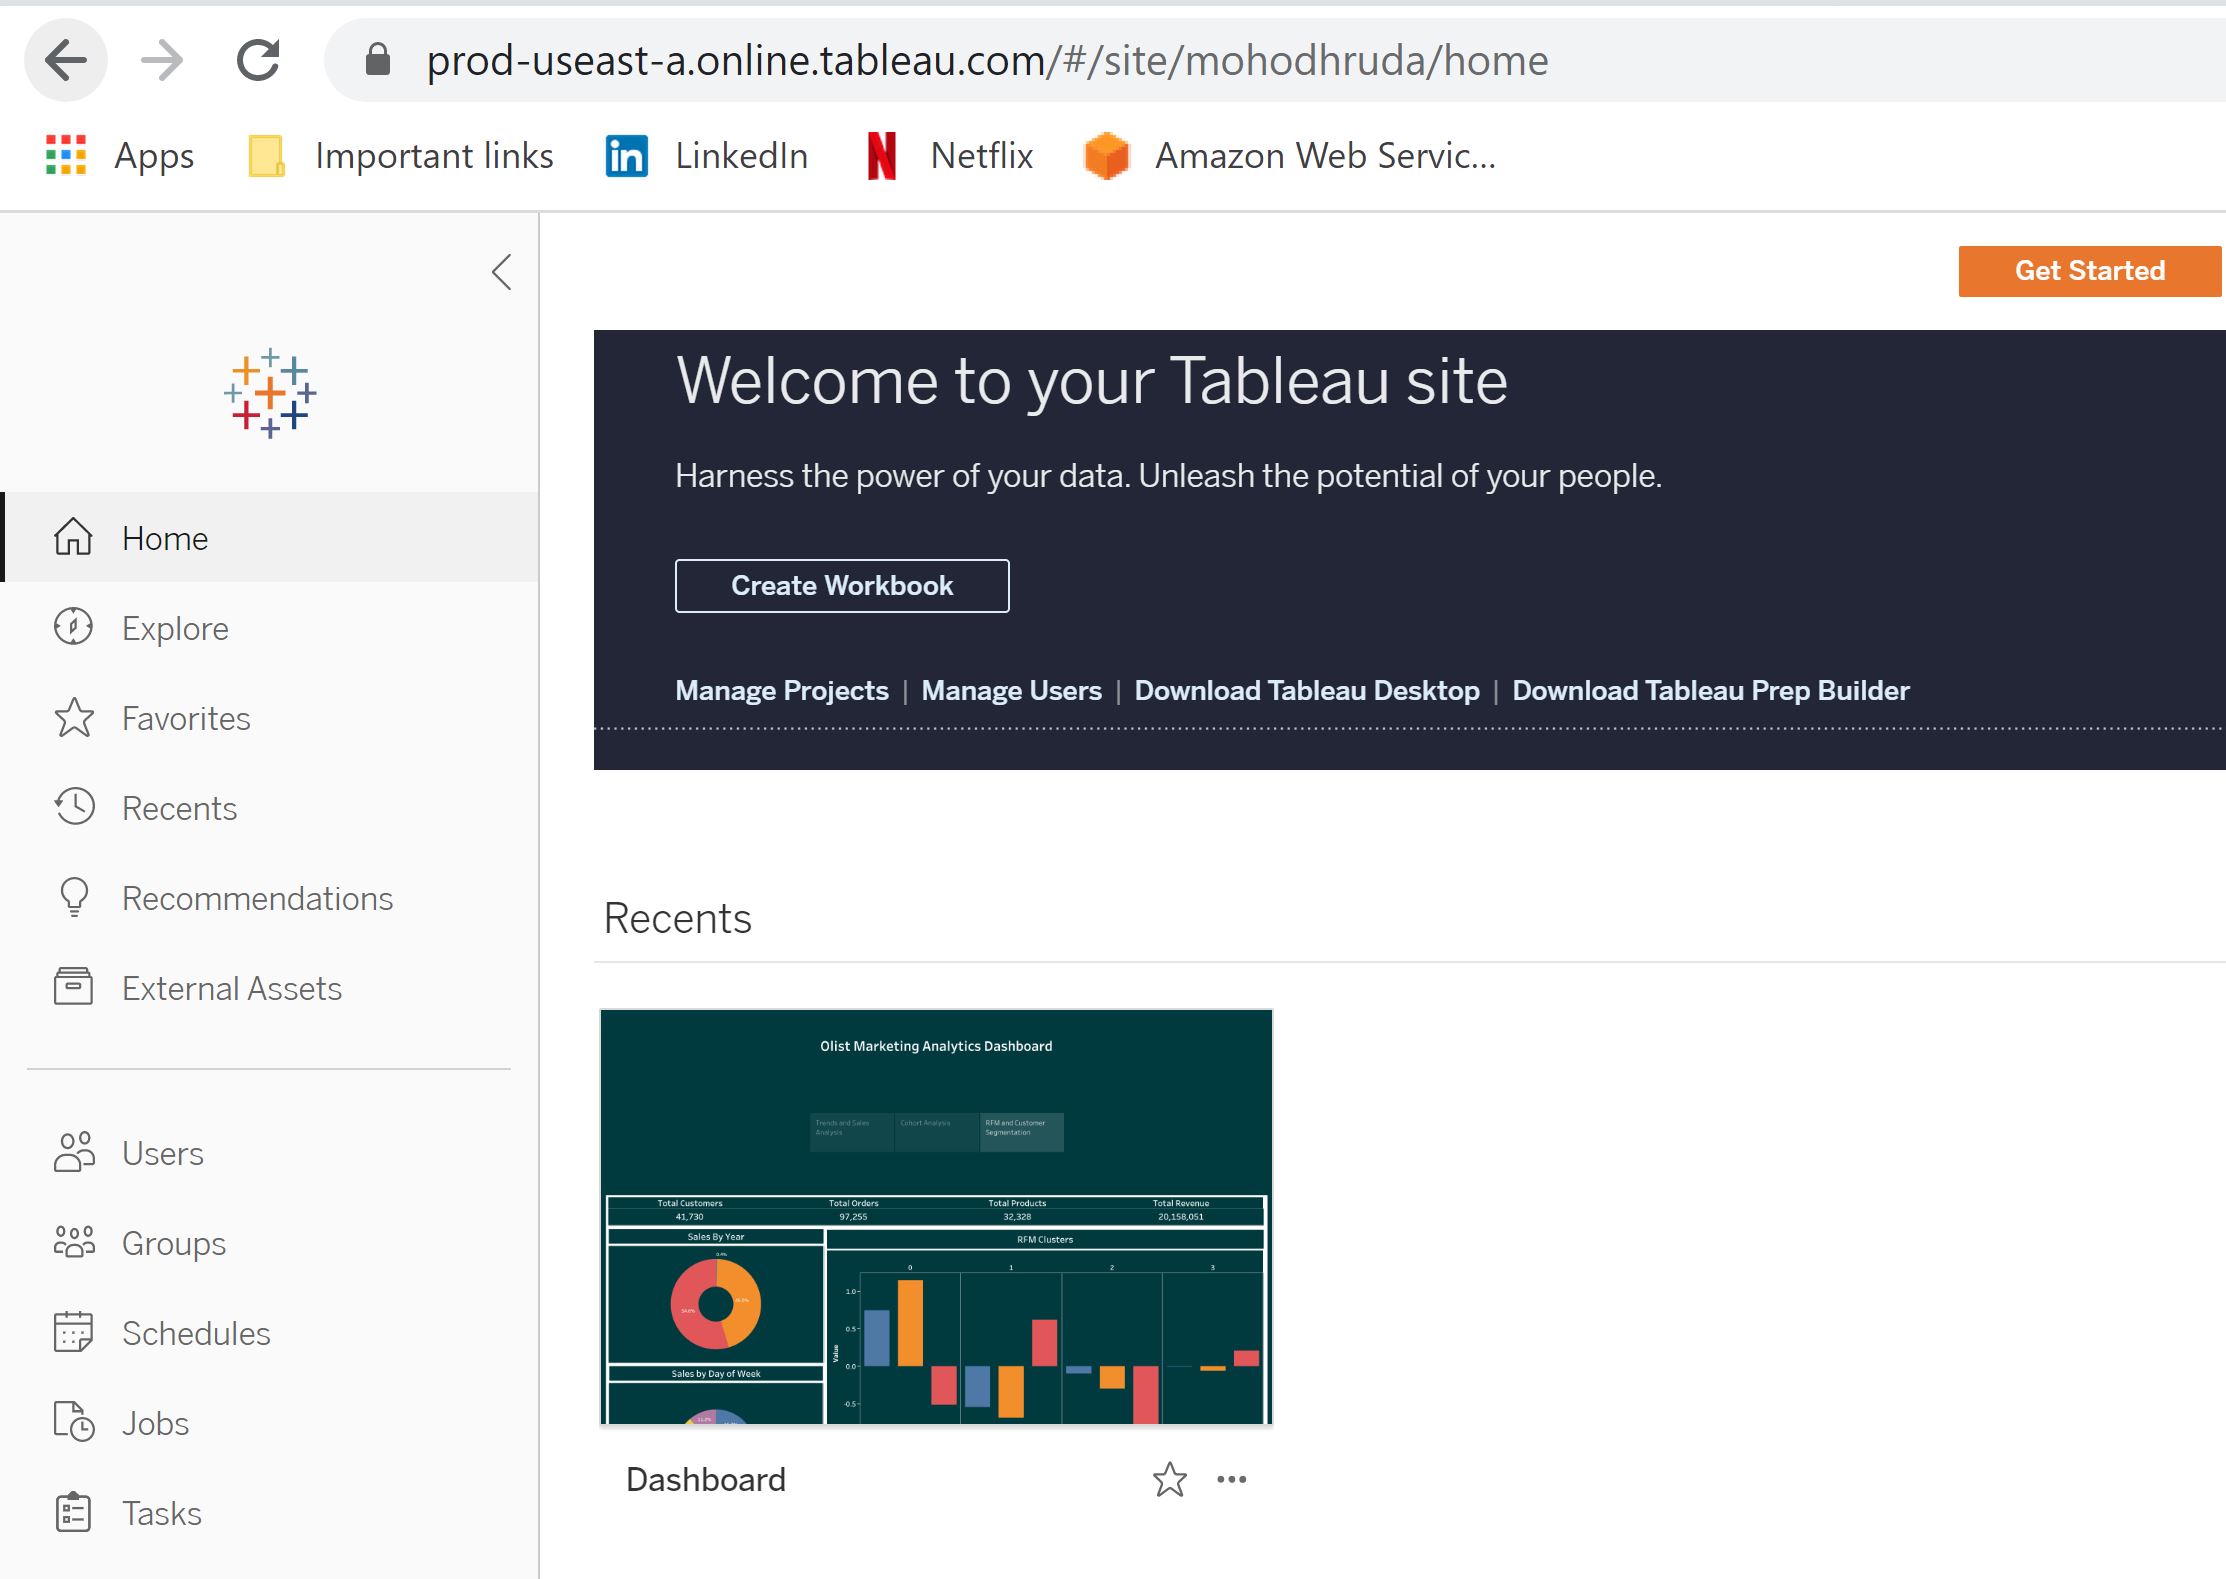 prod-useast-a.online.tableau.com/#/site/mohodhruda/home
Apps Important links LinkedIn Netflix Amazon Web Servic...
Get Started
Welcome to your Tableau site
Harness the power of your data. Unleash the potential of your people.
Create Workbook
Manage Projects | Manage Users | Download Tableau Desktop | Download Tableau Prep Builder
Home
Explore
Favorites
Recents
Recommendations
External Assets
Users
Groups
Schedules
Jobs
Tasks
Recents
Olist Marketing Analytics Dashboard
Trends and Sales Analysis
Cohort Analysis
RFM and Customer Segmentation
Total Customers Total Orders Total Products Total Revenue
41,730 97,255 32,328 20,158,051
Sales By Year
0.4%
54.6%
RFM Clusters
0 1 2 3
1.0
0.5
0.0
-0.5
Value
Sales by Day of Week
11.2%
Dashboard